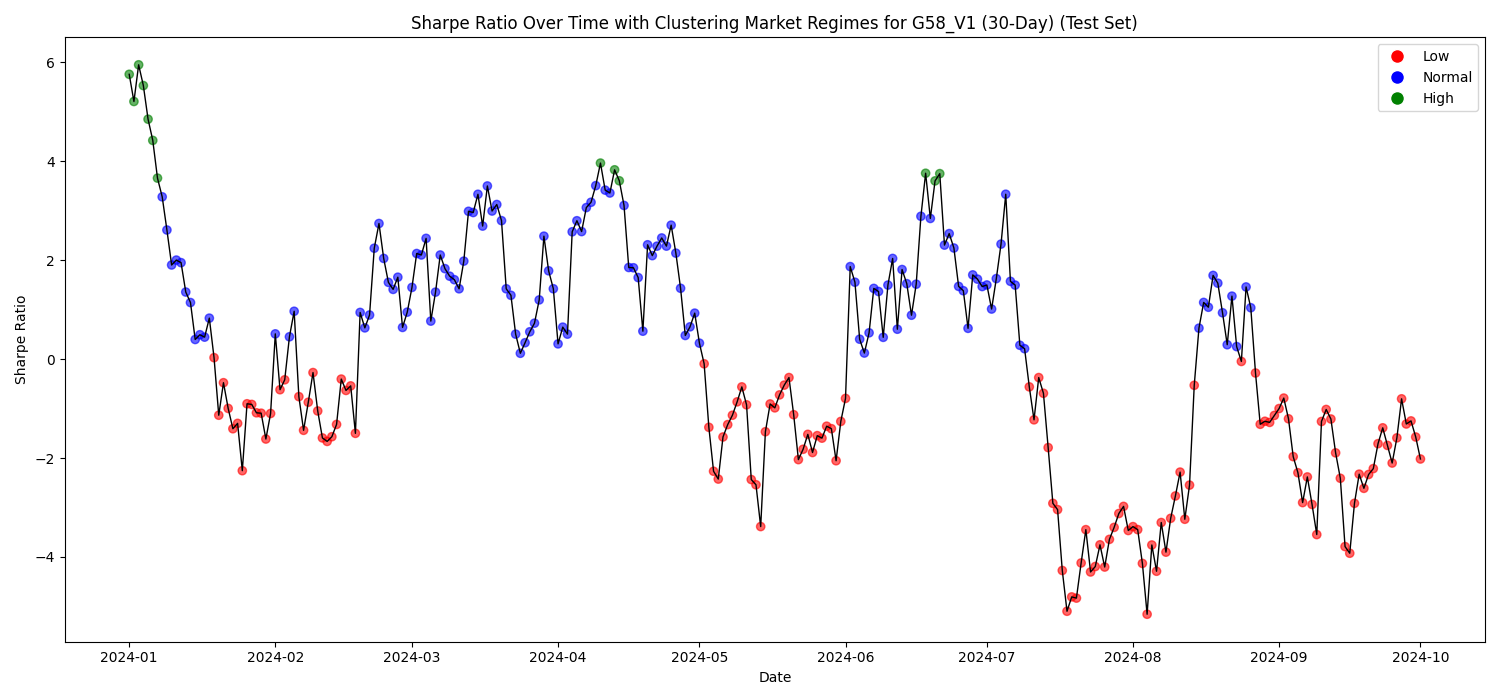 Sharpe Ratio Over Time with Clustering Market Regimes for G58_V1 (30-Day) (Test Set)
Low
Normal
High
Sharpe Ratio
6
4
2
0
−2
−4
2024-01
2024-02
2024-03
2024-04
2024-05
2024-06
2024-07
2024-08
2024-09
2024-10
Date